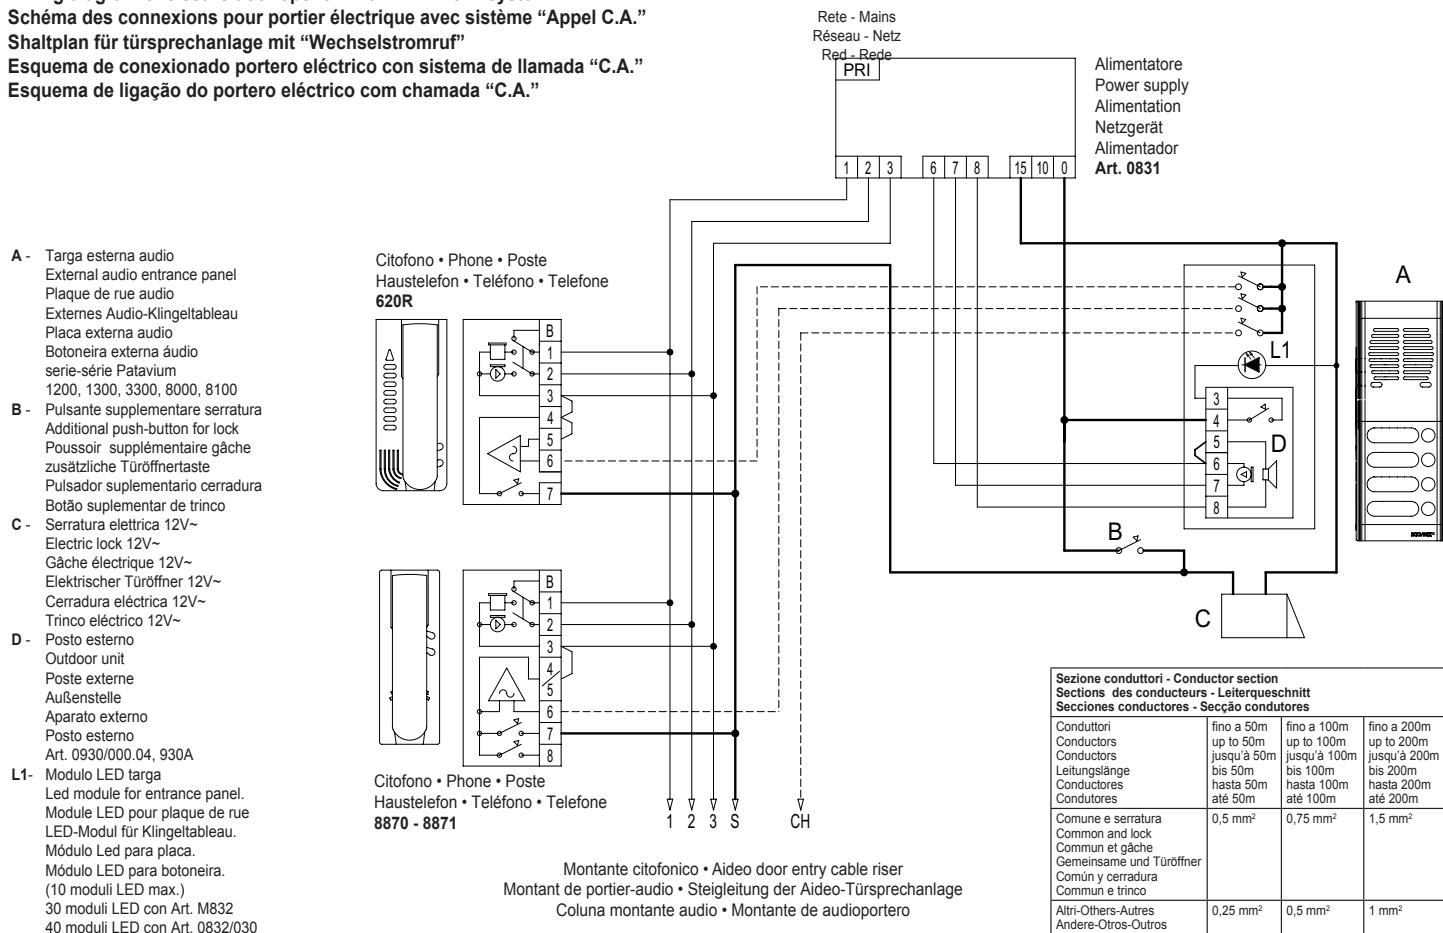 Schéma des connexions pour portier électrique avec sistème “Appel C.A.”
Shaltplan für türsprechanlage mit “Wechselstromruf”
Esquema de conexionado portero eléctrico con sistema de llamada “C.A.”
Esquema de ligação do portero eléctrico com chamada “C.A.”
Rete - Mains
Réseau - Netz
Red - Rede
PRI
1 2 3 6 7 8 15 10 0
Alimentatore
Power supply
Alimentation
Netzgerät
Alimentador
Art. 0831
A - Targa esterna audio
External audio entrance panel
Plaque de rue audio
Externes Audio-Klingeltableau
Placa externa audio
Botoneira externa áudio
serie-série Patavium
1200, 1300, 3300, 8000, 8100
B - Pulsante supplementare serratura
Additional push-button for lock
Poussoir supplémentaire gâche
zusätzliche Türöffnertaste
Pulsador suplementario cerradura
Botão suplementar de trinco
C - Serratura elettrica 12V~
Electric lock 12V~
Gâche électrique 12V~
Elektrischer Türöffner 12V~
Cerradura eléctrica 12V~
Trinco eléctrico 12V~
D - Posto esterno
Outdoor unit
Poste externe
Außenstelle
Aparato externo
Posto esterno
Art. 0930/000.04, 930A
L1- Modulo LED targa
Led module for entrance panel.
Module LED pour plaque de rue
LED-Modul für Klingeltableau.
Módulo Led para placa.
Módulo LED para botoneira.
(10 moduli LED max.)
30 moduli LED con Art. M832
40 moduli LED con Art. 0832/030
Citofono • Phone • Poste
Haustelefon • Teléfono • Telefone
620R
B
1
2
3
4
5
6
7
B
1
2
3
4
5
6
7
8
Citofono • Phone • Poste
Haustelefon • Teléfono • Telefone
8870 - 8871
1 2 3 S CH
Montante citofonico • Aideo door entry cable riser
Montant de portier-audio • Steigleitung der Aideo-Türsprechanlage
Coluna montante audio • Montante de audioportero
L1
3
4
5
6
7
8
D
B
C
A
Sezione conduttori - Conductor section
Sections des conducteurs - Leiterqueschnitt
Secciones conductores - Secção condutores
Conduttori fino a 50m fino a 100m fino a 200m
Conductors up to 50m up to 100m up to 200m
Conductors jusqu'à 50m jusqu'à 100m jusqu'à 200m
Leitungslänge bis 50m bis 100m bis 200m
Conductores hasta 50m hasta 100m hasta 200m
Condutores até 50m até 100m até 200m
Comune e serratura 0,5 mm² 0,75 mm² 1,5 mm²
Common and lock
Commun et gâche
Gemeinsame und Türöffner
Común y cerradura
Commun e trinco
Altri-Others-Autres 0,25 mm² 0,5 mm² 1 mm²
Andere-Otros-Outros